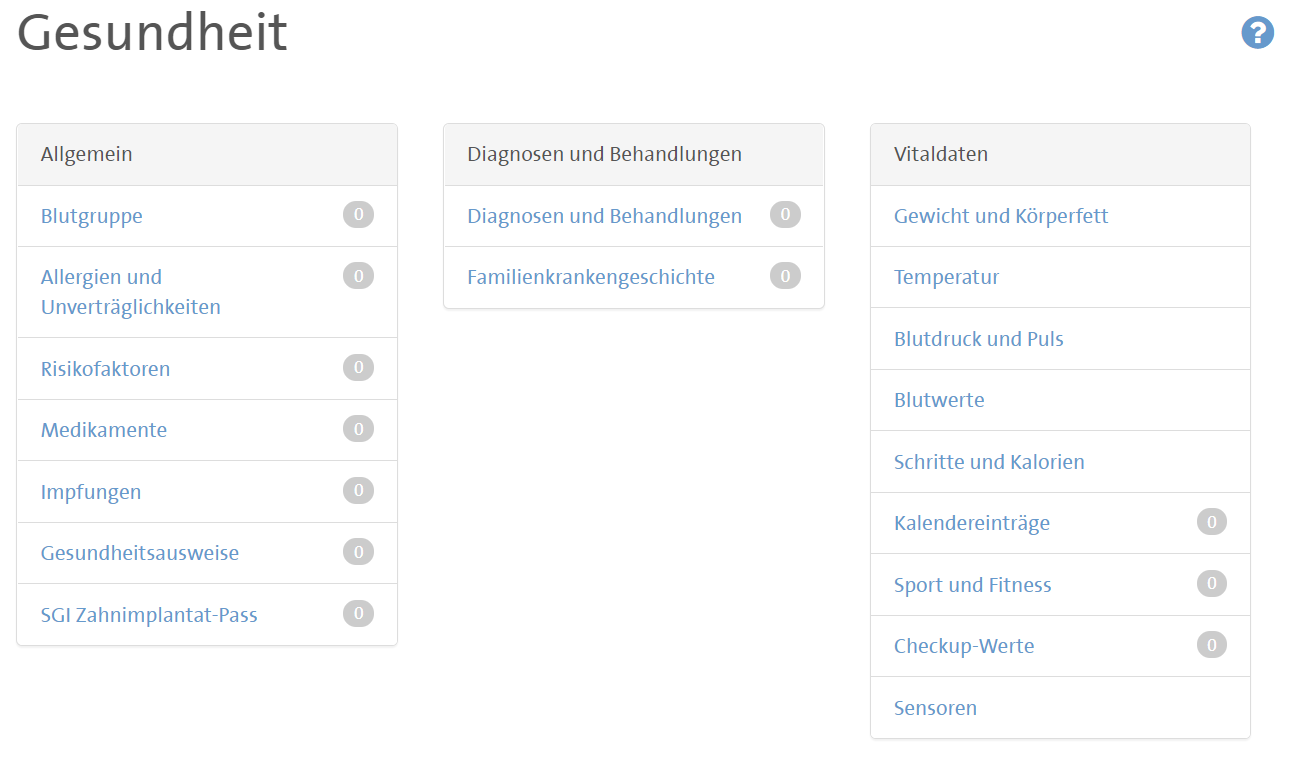 Gesundheit
?
Allgemein
Blutgruppe 0
Allergien und 0
Unverträglichkeiten
Risikofaktoren 0
Medikamente 0
Impfungen 0
Gesundheitsausweise 0
SGI Zahnimplantat-Pass 0
Diagnosen und Behandlungen
Diagnosen und Behandlungen 0
Familienkrankengeschichte 0
Vitaldaten
Gewicht und Körperfett
Temperatur
Blutdruck und Puls
Blutwerte
Schritte und Kalorien
Kalendereinträge 0
Sport und Fitness 0
Checkup-Werte 0
Sensoren